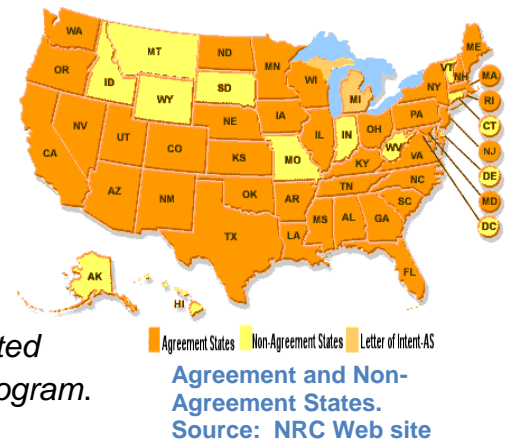 WA
MT
ND
MN
ME
OR
ID
SD
WI
MI
VT
NH
MA
NY
RI
WY
CT
NV
NE
IA
PA
NJ
UT
CO
IL
IN
OH
WV
DE
CA
KS
MO
KY
VA
MD
AZ
NM
OK
AR
TN
NC
SC
DC
TX
LA
MS
AL
GA
FL
AK
HI
ted
Agreement States Non-Agreement States Letter of Intent-AS
ogram.
Agreement and Non-
Agreement States.
Source: NRC Web site